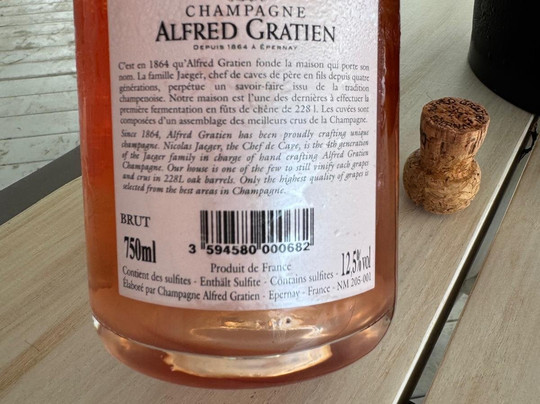 CHAMPAGNE
ALFRED GRATIEN
DEPUIS 1864 À EPERNAY
C'est en 1864 qu'Alfred Gratien fonde la maison qui porte son
nom. La famille Jaeger, chef de caves de père en fils depuis quatre
générations, perpétue un savoir-faire issu de la tradition
champenoise. Notre maison est l'une des dernières à effectuer la
première fermentation en fûts de chêne de 228 l. Les cuvées sont
composées d'un assemblage des meilleurs crus de la Champagne.
Since 1864, Alfred Gratien has been proudly crafting unique
champagne. Nicolas Jaeger, the Chef de Cave, is the 4th generation
of the Jaeger family in charge of hand crafting Alfred Gratien
Champagne. Our house is one of the few to still vinify each grapes
and crus in 228L oak barrels. Only the highest quality of grapes is
selected from the best areas in Champagne.
BRUT
750ml
3 594580 000682
12,5%vol
Produit de France
Contient des sulfites - Enthält Sulfite - Contains sulfites -
Élaboré par Champagne Alfred Gratien - Epernay - France - NM 205-001